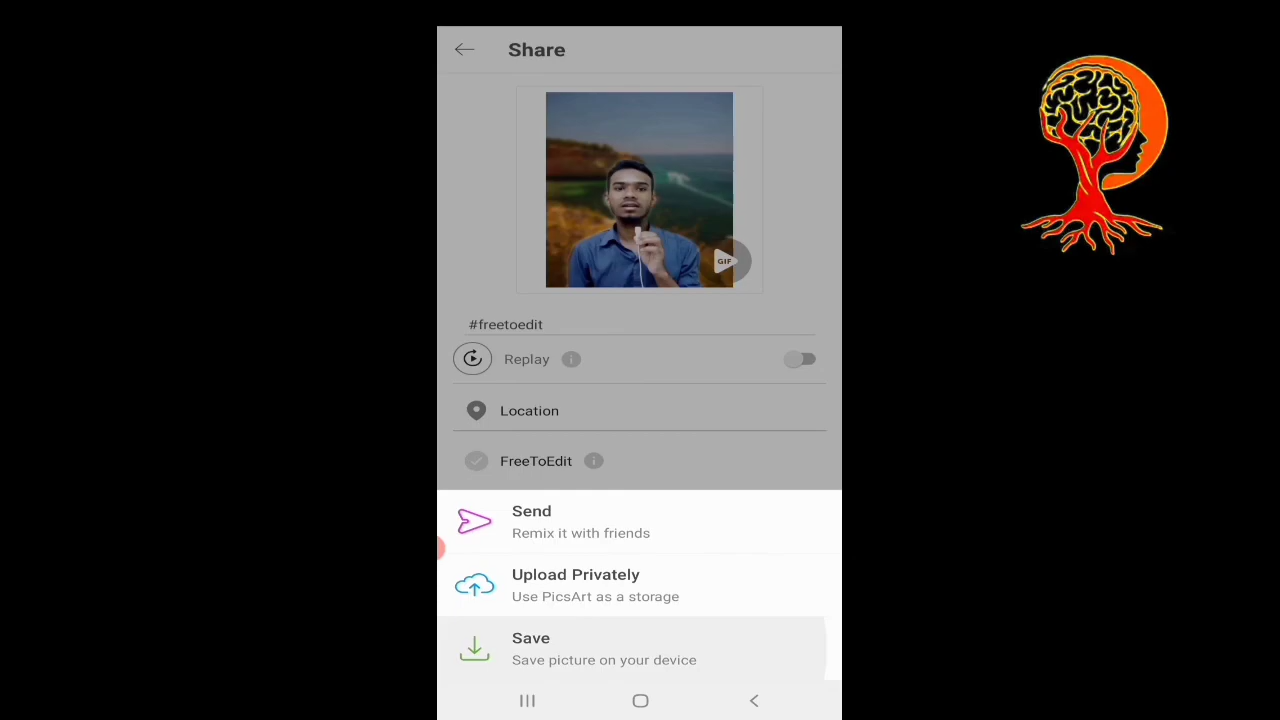 Share
GIF
#freetoedit
Replay
Location
FreeToEdit
Send
Remix it with friends
Upload Privately
Use PicsArt as a storage
Save
Save picture on your device